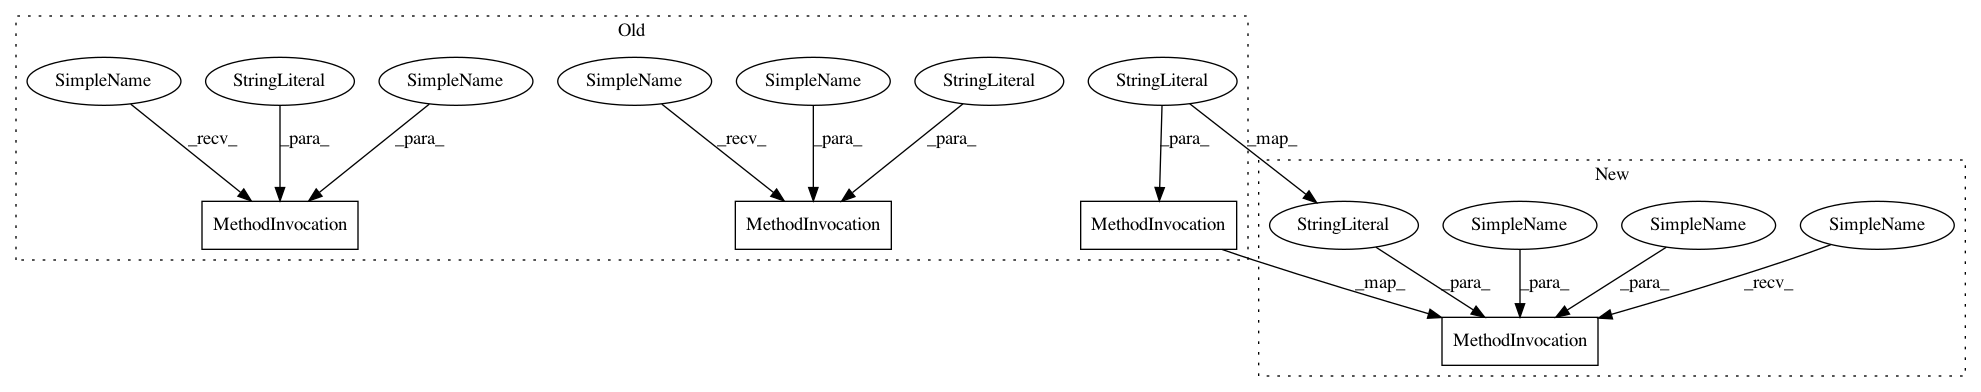 Old
SimpleName StringLiteral SimpleName SimpleName SimpleName StringLiteral StringLiteral
_recv_ _para_ _para_ _recv_ _para_ _para_ _para_ _map_
New
MethodInvocation MethodInvocation MethodInvocation StringLiteral SimpleName SimpleName SimpleName
_map_ _para_ _para_ _para_ _recv_
MethodInvocation